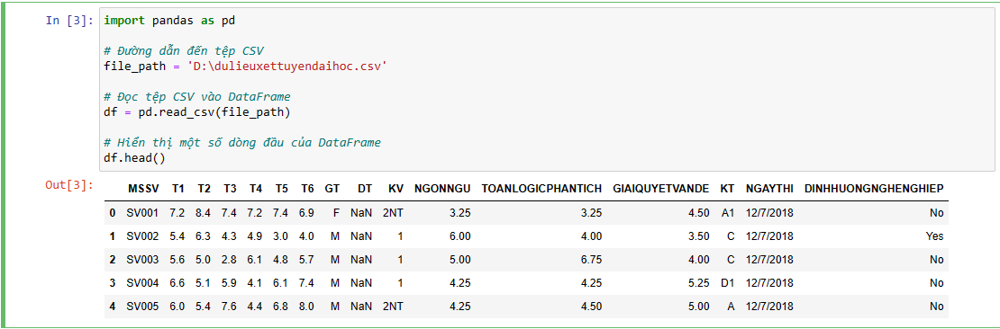 In [3]: import pandas as pd
# Đường dẫn đến tệp CSV
file_path = 'D:\dulieuxettuyendaihoc.csv'
# Đọc tệp CSV vào DataFrame
df = pd.read_csv(file_path)
# Hiển thị một số dòng đầu của DataFrame
df.head()
Out[3]:
MSSV T1 T2 T3 T4 T5 T6 GT DT KV NGONNGU TOANLOGICPHANTICH GIAIQUYETVANDE KT NGAYTHI DINHHUONGNGHENGHIEP
0 SV001 7.2 8.4 7.4 7.2 7.4 6.9 F NaN 2NT 3.25 3.25 4.50 A1 12/7/2018 No
1 SV002 5.4 6.3 4.3 4.9 3.0 4.0 M NaN 1 6.00 4.00 3.50 C 12/7/2018 Yes
2 SV003 5.6 5.0 2.8 6.1 4.8 5.7 M NaN 1 5.00 6.75 4.00 C 12/7/2018 No
3 SV004 6.6 5.1 5.9 4.1 6.1 7.4 M NaN 1 4.25 4.25 5.25 D1 12/7/2018 No
4 SV005 6.0 5.4 7.6 4.4 6.8 8.0 M NaN 2NT 4.25 4.50 5.00 A 12/7/2018 No